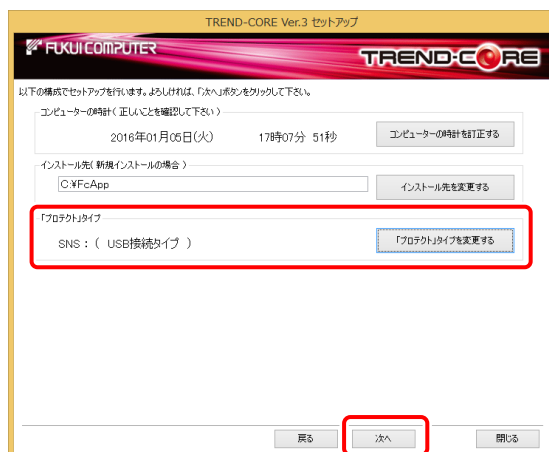 TREND-CORE Ver.3 セットアップ
FUKUI COMPUTER
TREND-CORE
以下の構成でセットアップを行います。よろしければ、「次へ」ボタンをクリックして下さい。
コンピューターの時計( 正しいことを確認して下さい )
2016年01月05日(火) 17時07分 51秒 コンピューターの時計を訂正する
インストール先( 新規インストールの場合 )
C:¥FcApp インストール先を変更する
「プロテクト」タイプ
SNS : ( USB接続タイプ ) 「プロテクト」タイプを変更する
戻る 次へ 閉じる